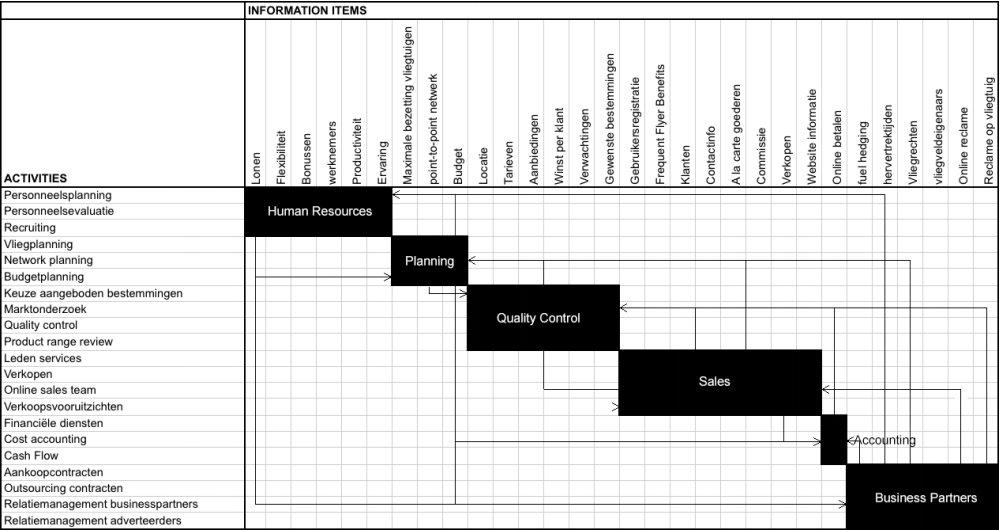 INFORMATION ITEMS
Lonen
Flexibiliteit
Bonussen
werknemers
Productiviteit
Ervaring
Maximale bezetting vliegtuigen
point-to-point netwerk
Budget
Locatie
Tarieven
Aanbiedingen
Winst per klant
Verwachtingen
Gewenste bestemmingen
Gebruikersregistratie
Frequent Flyer Benefits
Klanten
Contactinfo
A la carte goederen
Commissie
Verkopen
Website informatie
Online betalen
fuel hedging
hervertrektijden
Vliegrechten
vliegveldeigenaars
Online reclame
Reclame op vliegtuig
ACTIVITIES
Personeelsplanning
Personeelsevaluatie
Recruiting
Vliegplanning
Network planning
Budgetplanning
Keuze aangeboden bestemmingen
Marktonderzoek
Quality control
Product range review
Leden services
Verkopen
Online sales team
Verkoopsvooruitzichten
Financiële diensten
Cost accounting
Cash Flow
Aankoopcontracten
Outsourcing contracten
Relatiemanagement businesspartners
Relatiemanagement adverteerders
Human Resources
Planning
Quality Control
Sales
Accounting
Business Partners